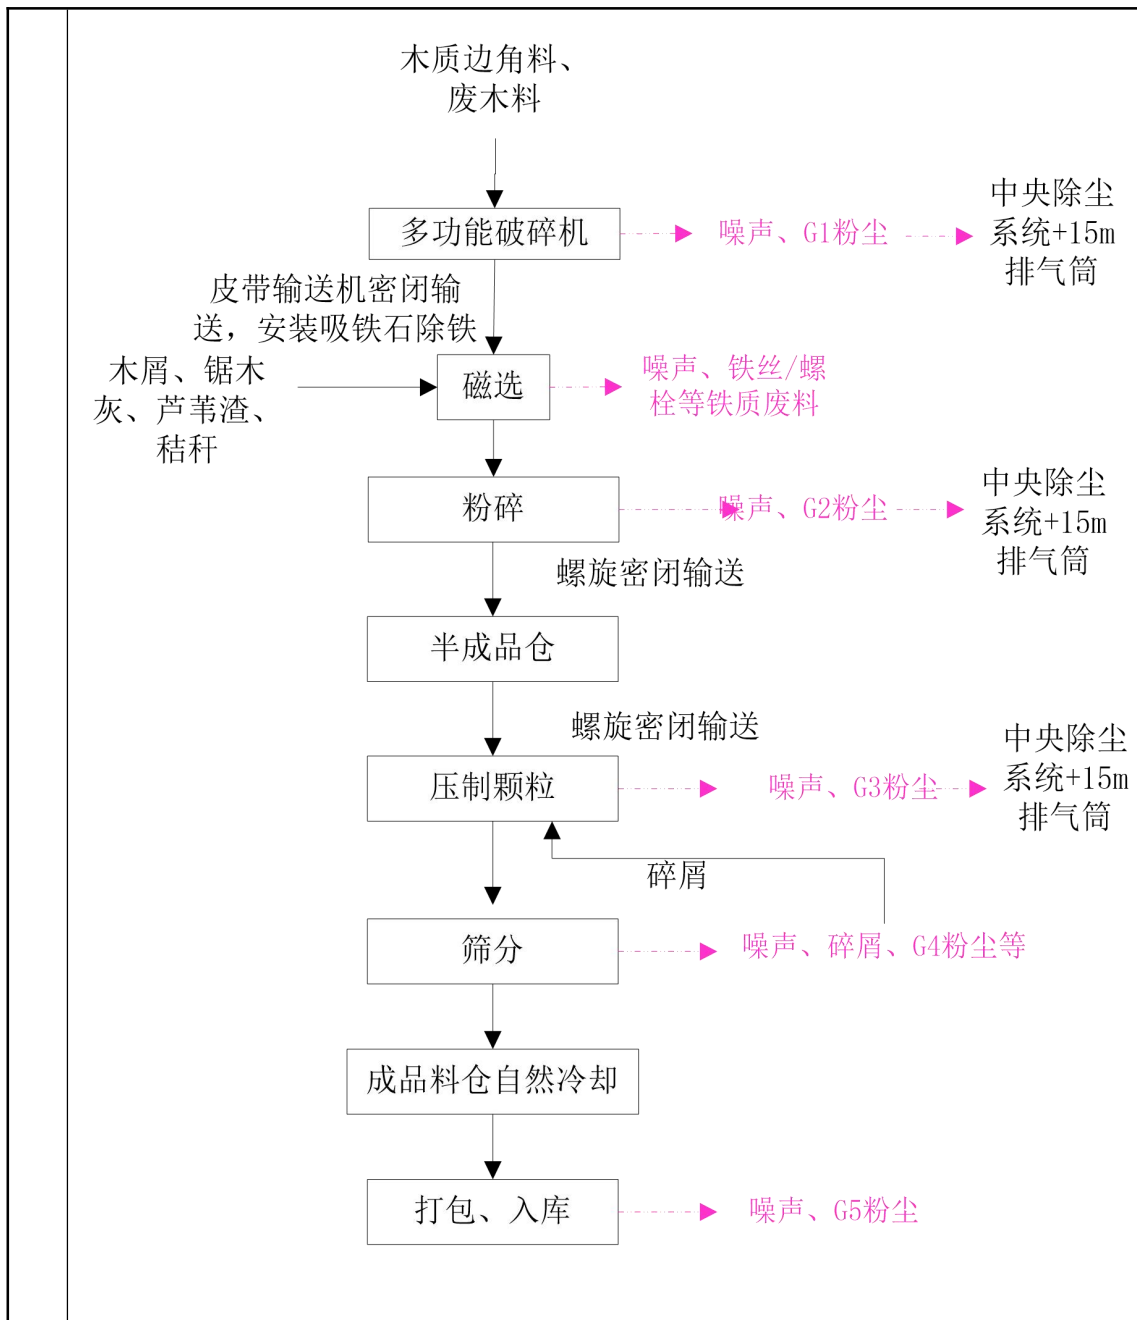 木质边角料、
废木料
多功能破碎机
噪声、G1粉尘
中央除尘
系统+15m
排气筒
皮带输送机密闭输
送，安装吸铁石除铁
木屑、锯木
灰、芦苇渣、
秸秆
磁选
噪声、铁丝/螺
栓等铁质废料
粉碎
噪声、G2粉尘
中央除尘
系统+15m
排气筒
螺旋密闭输送
半成品仓
螺旋密闭输送
压制颗粒
噪声、G3粉尘
中央除尘
系统+15m
排气筒
碎屑
筛分
噪声、碎屑、G4粉尘等
成品料仓自然冷却
打包、入库
噪声、G5粉尘